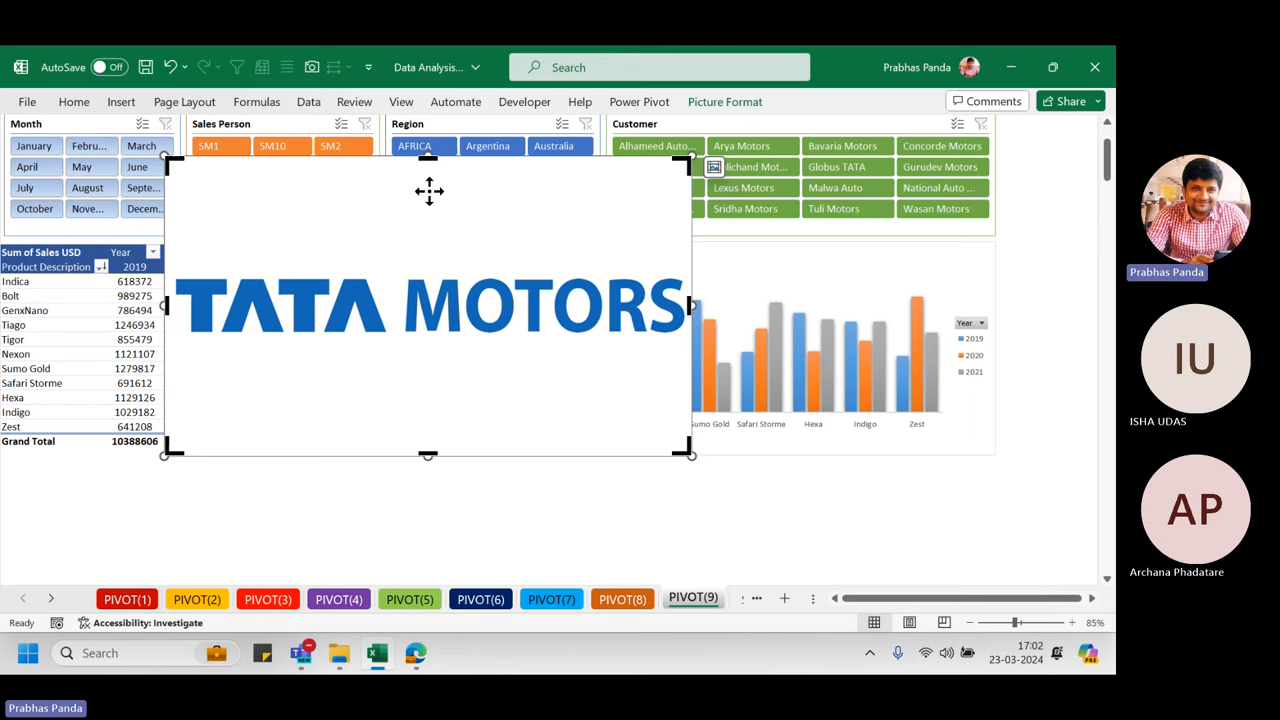 AutoSave Off Data Analysis... Search Prabhas Panda
File Home Insert Page Layout Formulas Data Review View Automate Developer Help Power Pivot Picture Format Comments Share
Month Sales Person Region Customer
January Febru... March SM1 SM10 SM2 AFRICA Argentina Australia Alhameed Auto... Arya Motors Bavaria Motors Concorde Motors
April May June lichand Mot... Globus TATA Gurudev Motors
July August Septe... Lexus Motors Malwa Auto National Auto ...
October Nove... Decem... Sridha Motors Tuli Motors Wasan Motors
Sum of Sales USD Year
Product Description 2019
Indica 618372
Bolt 989275
GenxNano 786494
Tiago 1246934
Tigor 855479
Nexon 1121107
Sumo Gold 1279817
Safari Storme 691612
Hexa 1129126
Indigo 1029182
Zest 641208
Grand Total 10388606
TATA MOTORS
Year
2019
2020
2021
Sumo Gold Safari Storme Hexa Indigo Zest
PIVOT(1) PIVOT(2) PIVOT(3) PIVOT(4) PIVOT(5) PIVOT(6) PIVOT(7) PIVOT(8) PIVOT(9)
Ready Accessibility: Investigate 85%
Search NEW 17:02
23-03-2024 PRE
Prabhas Panda
IU
ISHA UDAS
AP
Archana Phadatare
Prabhas Panda